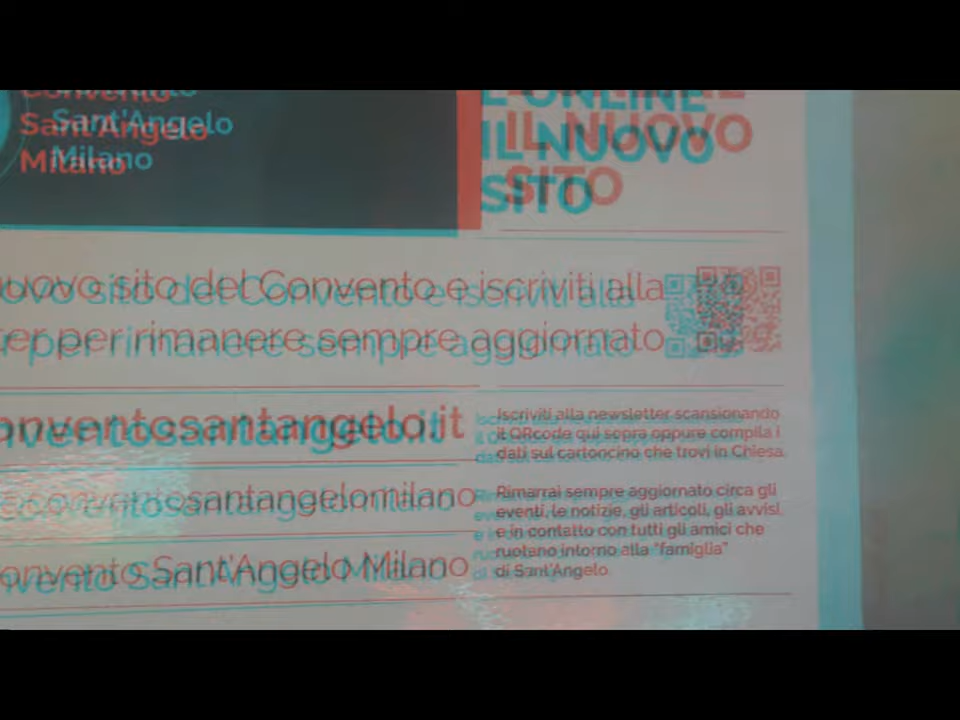 Convento
Sant'Angelo
Milano
È ONLINE
IL NUOVO
SITO
nuovo sito del Convento e iscriviti alla
per rimanere sempre aggiornato
conventosantangelo.it
conventosantangelomilano
Convento Sant'Angelo Milano
Iscriviti alla newsletter scansionando
il QRcode qui sopra oppure compila i
dati sul cartoncino che trovi in Chiesa.
Rimarrai sempre aggiornato circa gli
eventi, le notizie, gli articoli, gli avvisi
e in contatto con tutti gli amici che
ruotano intorno alla "famiglia"
di Sant'Angelo.